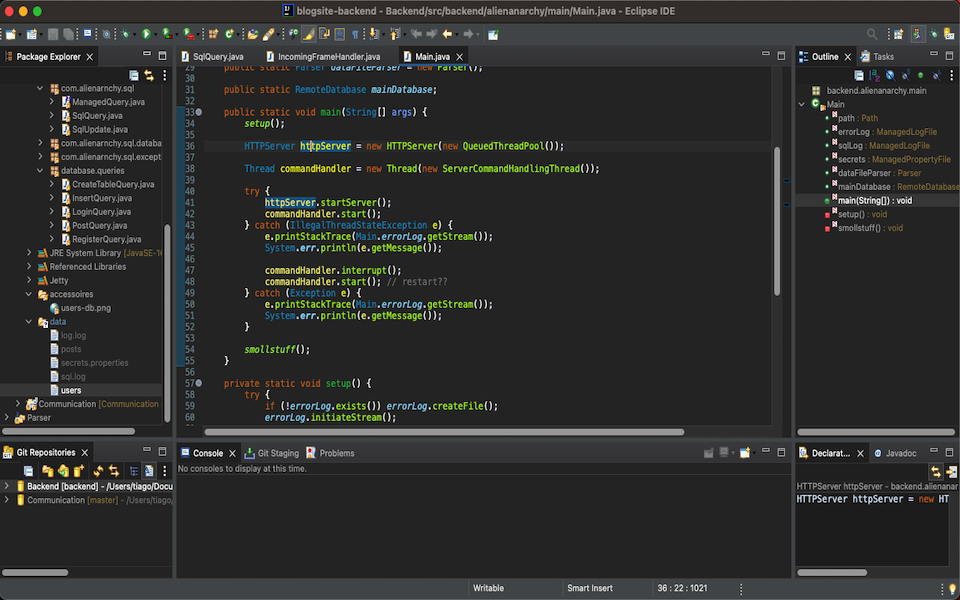 blogsite-backend - Backend/src/backend/alienanarchy/main/Main.java - Eclipse IDE
Package Explorer
com.alienarchy.sql
ManagedQuery.java
SqlQuery.java
SqlUpdate.java
com.alienanarchy.sql.databa
com.alienanarchy.sql.except
database.queries
CreateTableQuery.java
InsertQuery.java
LoginQuery.java
PostQuery.java
RegisterQuery.java
JRE System Library [JavaSE-1
Referenced Libraries
Jetty
accessoires
users-db.png
data
log.log
posts
secrets.properties
sql.log
users
Communication [Communication
Parser
SqlQuery.java
IncomingFrameHandler.java
Main.java
29 public static Parser dataFileParser = new Parser();
30
31 public static RemoteDatabase mainDatabase;
32
33 public static void main(String[] args) {
34 setup();
35
36 HTTPServer httpServer = new HTTPServer(new QueuedThreadPool());
37
38 Thread commandHandler = new Thread(new ServerCommandHandlingThread());
39
40 try {
41 httpServer.startServer();
42 commandHandler.start();
43 } catch (IllegalThreadStateException e) {
44 e.printStackTrace(Main.errorLog.getStream());
45 System.err.println(e.getMessage());
46
47 commandHandler.interrupt();
48 commandHandler.start(); // restart??
49 } catch (Exception e) {
50 e.printStackTrace(Main.errorLog.getStream());
51 System.err.println(e.getMessage());
52 }
53
54 smollstuff();
55 }
56
57 private static void setup() {
58 try {
59 if (!errorLog.exists()) errorLog.createFile();
60 errorLog.initiateStream();
Outline
Tasks
backend.alienanarchy.main
Main
path : Path
errorLog : ManagedLogFile
sqlLog : ManagedLogFile
secrets : ManagedPropertyFile
dataFileParser : Parser
mainDatabase : RemoteDatabase
main(String[]) : void
setup() : void
smollstuff() : void
Git Repositories
Backend [backend] - /Users/tiago/Docu
Communication [master] - /Users/tiago/
Console
Git Staging
Problems
No consoles to display at this time.
Declarat...
Javadoc
HTTPServer httpServer - backend.alienanar
HTTPServer httpServer = new HT
Writable
Smart Insert
36 : 22 : 1021